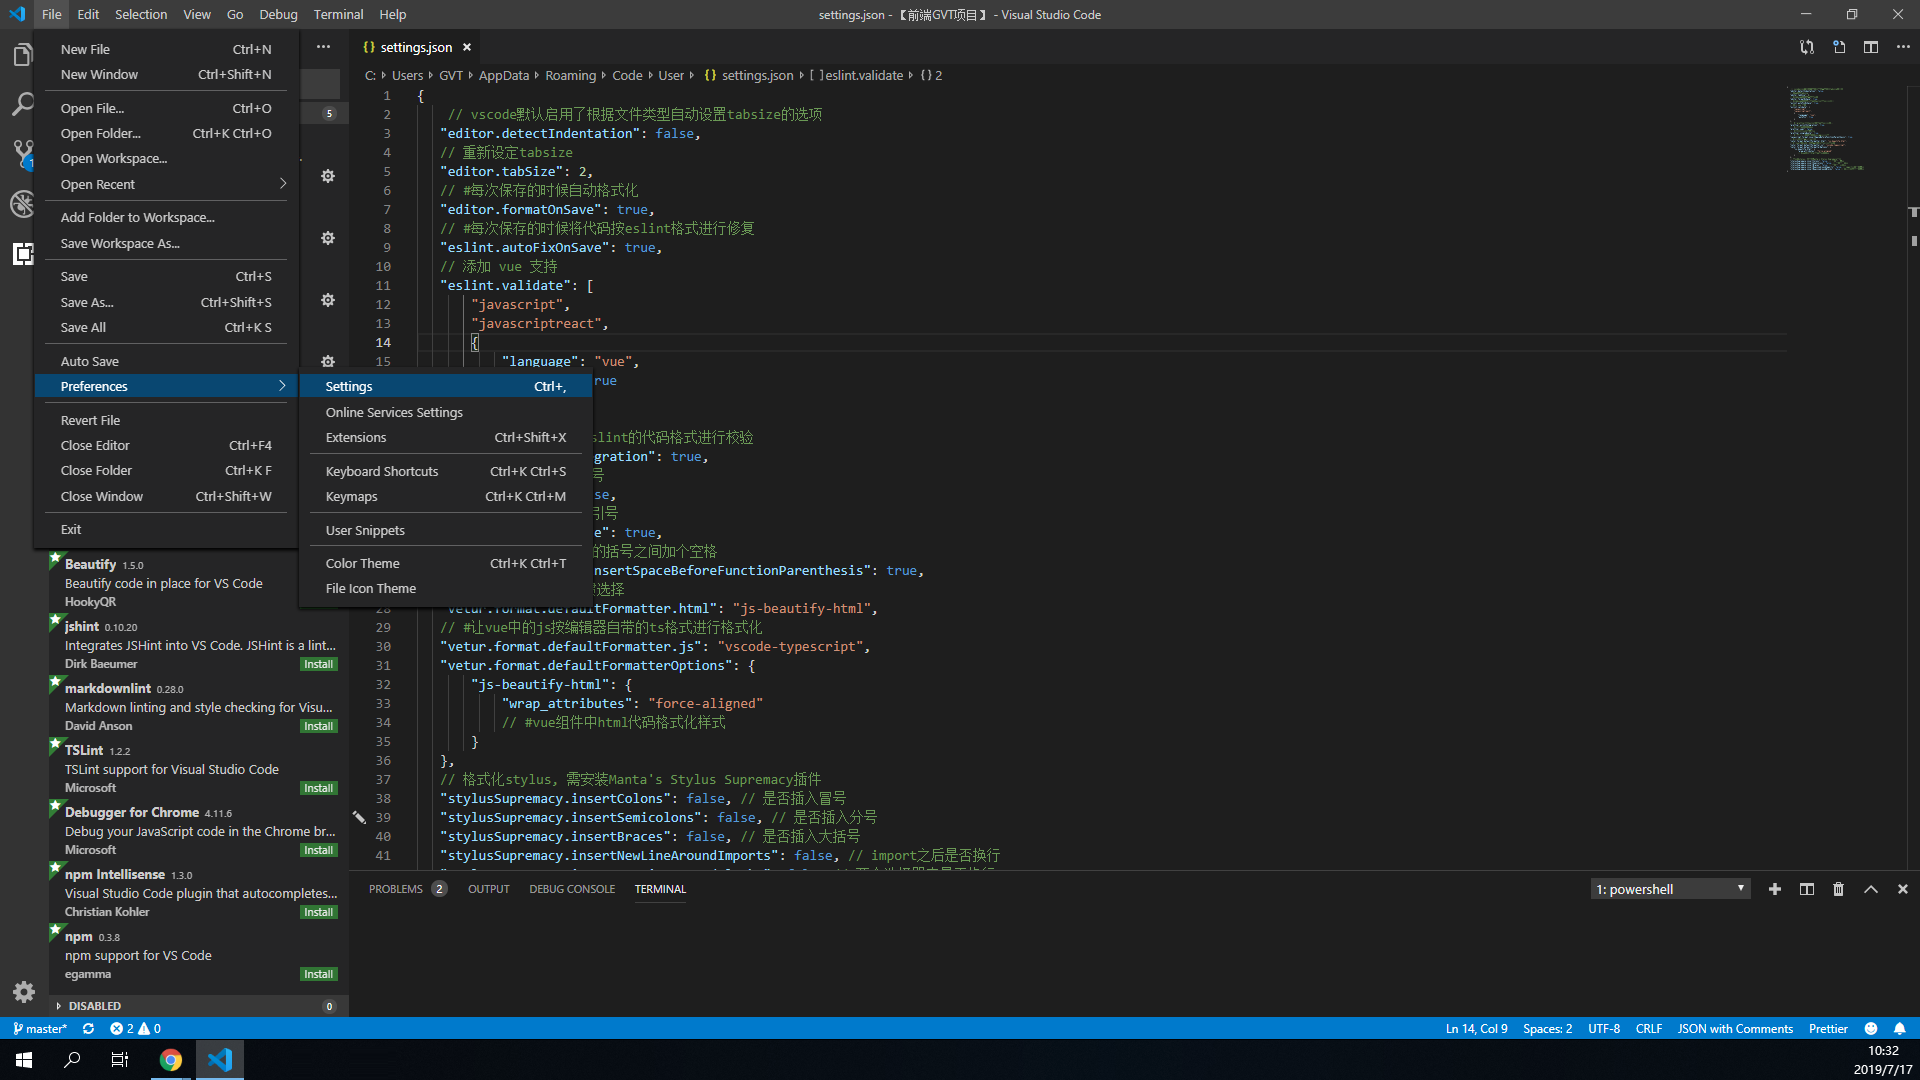 File Edit Selection View Go Debug Terminal Help
settings.json - 【前端GVT项目】 - Visual Studio Code
New File Ctrl+N
New Window Ctrl+Shift+N
Open File... Ctrl+O
Open Folder... Ctrl+K Ctrl+O
Open Workspace...
Open Recent
Add Folder to Workspace...
Save Workspace As...
Save Ctrl+S
Save As... Ctrl+Shift+S
Save All Ctrl+K S
Auto Save
Preferences
Revert File
Close Editor Ctrl+F4
Close Folder Ctrl+K F
Close Window Ctrl+Shift+W
Exit
Settings Ctrl+,
Online Services Settings
Extensions Ctrl+Shift+X
Keyboard Shortcuts Ctrl+K Ctrl+S
Keymaps Ctrl+K Ctrl+M
User Snippets
Color Theme Ctrl+K Ctrl+T
File Icon Theme
5
Beautify 1.5.0
Beautify code in place for VS Code
HookyQR
jshint 0.10.20
Integrates JSHint into VS Code. JSHint is a lint...
Dirk Baeumer Install
markdownlint 0.28.0
Markdown linting and style checking for Visu...
David Anson Install
TSLint 1.2.2
TSLint support for Visual Studio Code
Microsoft Install
Debugger for Chrome 4.11.6
Debug your JavaScript code in the Chrome br...
Microsoft Install
npm Intellisense 1.3.0
Visual Studio Code plugin that autocompletes...
Christian Kohler Install
npm 0.3.8
npm support for VS Code
egamma Install
DISABLED 0
{} settings.json ×
C: Users GVT AppData Roaming Code User {} settings.json [ ] eslint.validate {} 2
1 {
2 // vscode默认启用了根据文件类型自动设置tabsize的选项
3 "editor.detectIndentation": false,
4 // 重新设定tabsize
5 "editor.tabSize": 2,
6 // #每次保存的时候自动格式化
7 "editor.formatOnSave": true,
8 // #每次保存的时候将代码按eslint格式进行修复
9 "eslint.autoFixOnSave": true,
10 // 添加 vue 支持
11 "eslint.validate": [
12 "javascript",
13 "javascriptreact",
14 {
15 "language": "vue",
rue
slint的代码格式进行校验
gration": true,
号
se,
引号
e": true,
的括号之间加个空格
nsertSpaceBeforeFunctionParenthesis": true,
选择
28 "vetur.format.defaultFormatter.html": "js-beautify-html",
29 // #让vue中的js按编辑器自带的ts格式进行格式化
30 "vetur.format.defaultFormatter.js": "vscode-typescript",
31 "vetur.format.defaultFormatterOptions": {
32 "js-beautify-html": {
33 "wrap_attributes": "force-aligned"
34 // #vue组件中html代码格式化样式
35 }
36 },
37 // 格式化stylus, 需安装Manta's Stylus Supremacy插件
38 "stylusSupremacy.insertColons": false, // 是否插入冒号
39 "stylusSupremacy.insertSemicolons": false, // 是否插入分号
40 "stylusSupremacy.insertBraces": false, // 是否插入大括号
41 "stylusSupremacy.insertNewLineAroundImports": false, // import之后是否换行
PROBLEMS 2 OUTPUT DEBUG CONSOLE TERMINAL
1: powershell
master* 2 0
Ln 14, Col 9 Spaces: 2 UTF-8 CRLF JSON with Comments Prettier
10:32
2019/7/17